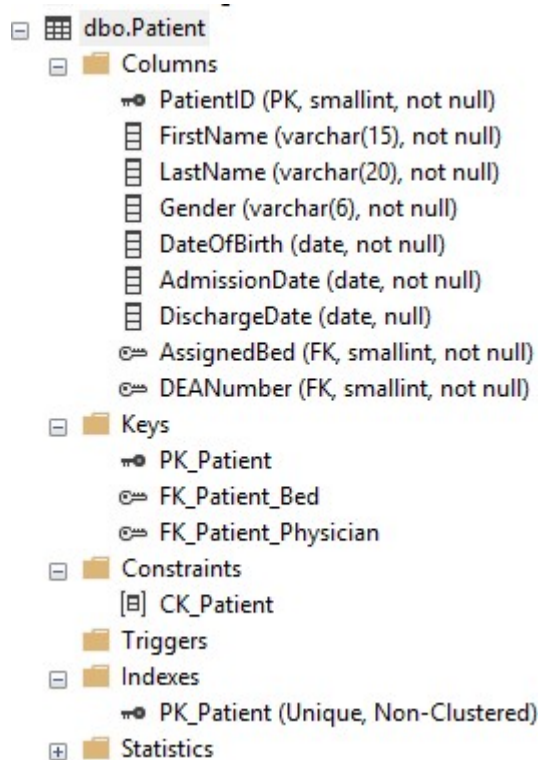 dbo.Patient
Columns
PatientID (PK, smallint, not null)
FirstName (varchar(15), not null)
LastName (varchar(20), not null)
Gender (varchar(6), not null)
DateOfBirth (date, not null)
AdmissionDate (date, not null)
DischargeDate (date, null)
AssignedBed (FK, smallint, not null)
DEANumber (FK, smallint, not null)
Keys
PK_Patient
FK_Patient_Bed
FK_Patient_Physician
Constraints
CK_Patient
Triggers
Indexes
PK_Patient (Unique, Non-Clustered)
Statistics